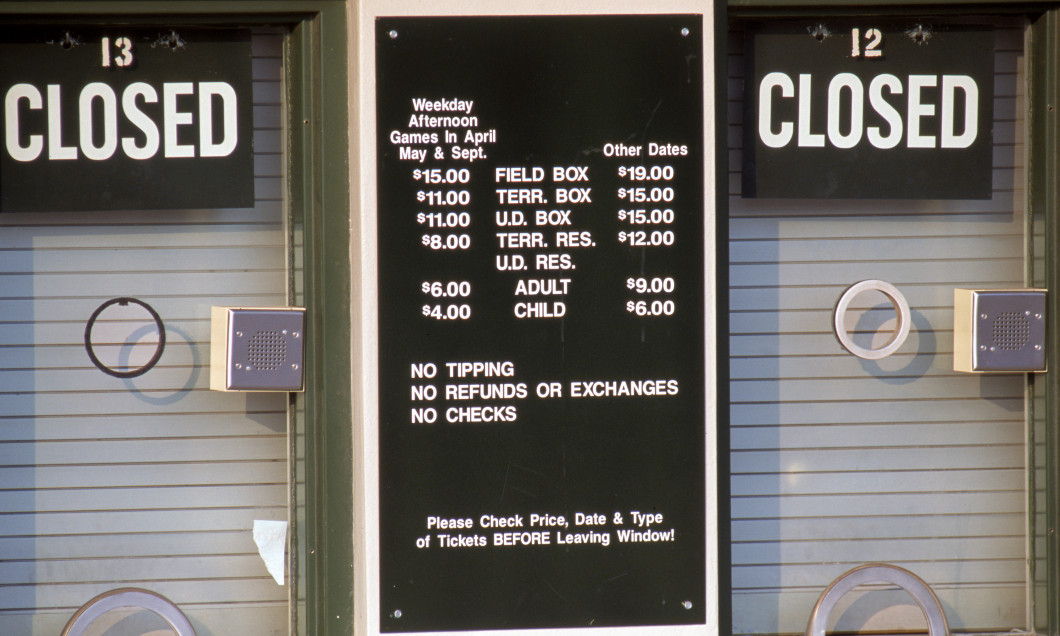 13
CLOSED
Weekday
Afternoon
Games In April
May & Sept.
Other Dates
$15.00 FIELD BOX $19.00
$11.00 TERR. BOX $15.00
$11.00 U.D. BOX $15.00
$8.00 TERR. RES. $12.00
U.D. RES.
$6.00 ADULT $9.00
$4.00 CHILD $6.00
NO TIPPING
NO REFUNDS OR EXCHANGES
NO CHECKS
Please Check Price, Date & Type
of Tickets BEFORE Leaving Window!
12
CLOSED